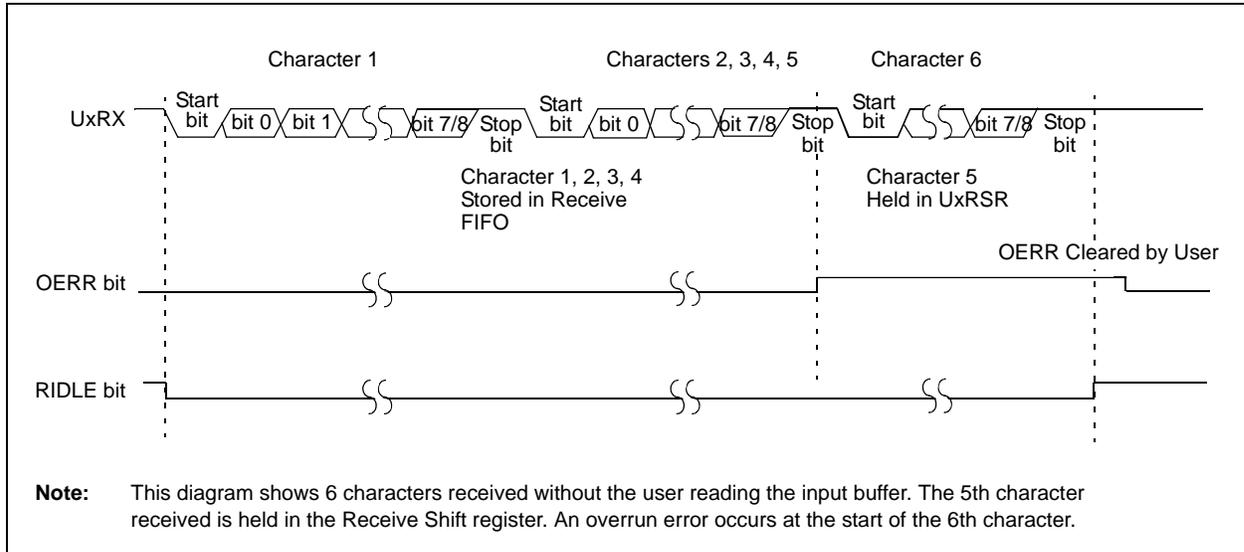 Character 1
Characters 2, 3, 4, 5
Character 6
UxRX
Start
bit
bit 0
bit 1
bit 7/8
Stop
bit
Start
bit
bit 0
bit 7/8
Stop
bit
Start
bit
bit 7/8
Stop
bit
Character 1, 2, 3, 4
Stored in Receive
FIFO
Character 5
Held in UxRSR
OERR Cleared by User
OERR bit
RIDLE bit
Note: This diagram shows 6 characters received without the user reading the input buffer. The 5th character
received is held in the Receive Shift register. An overrun error occurs at the start of the 6th character.